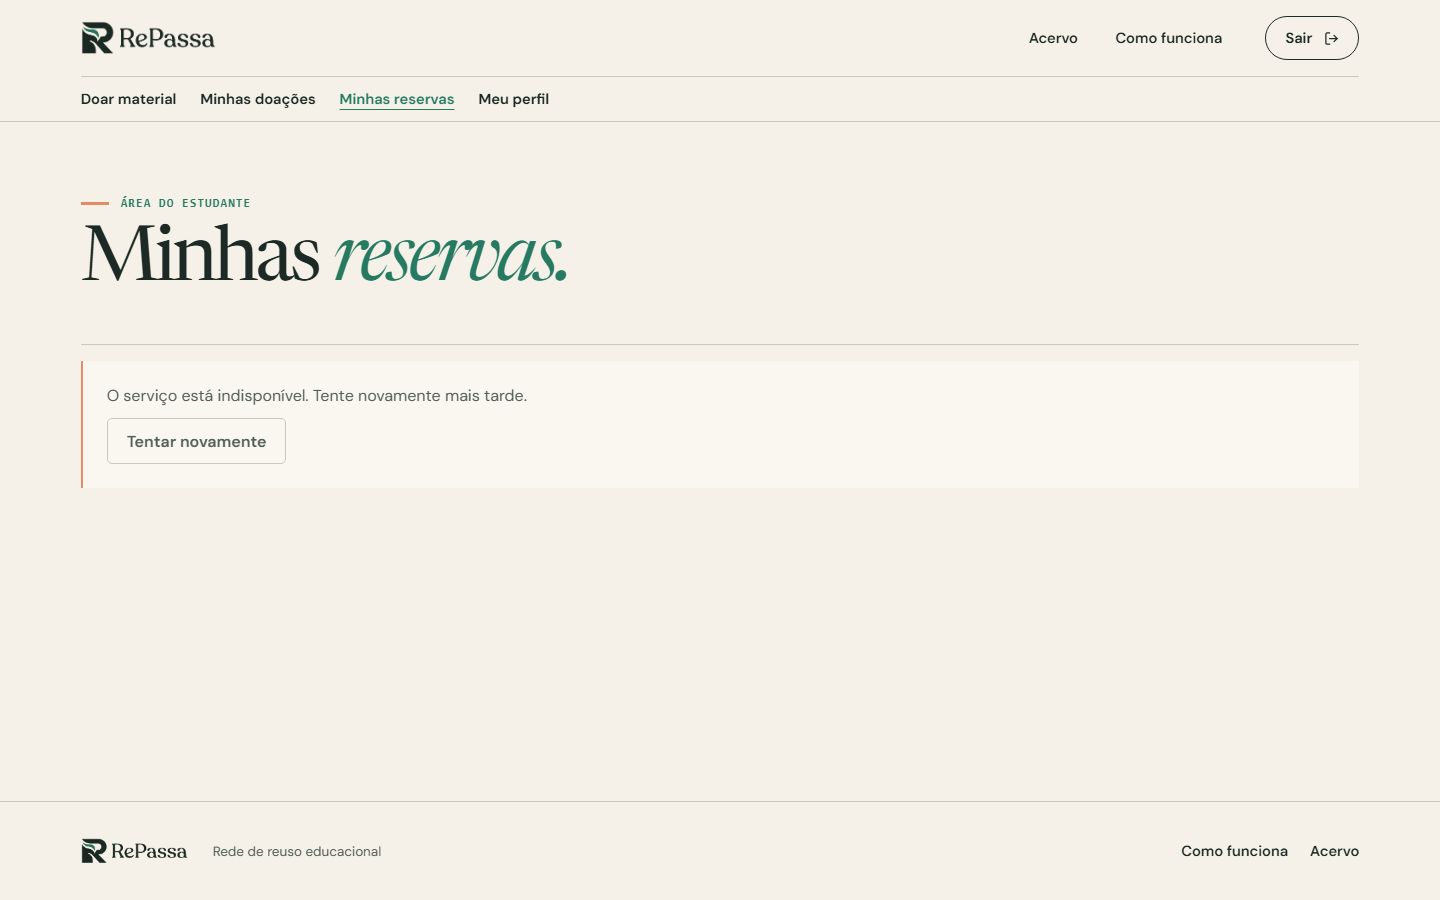 RePassa
Acervo
Como funciona
Sair
Doar material
Minhas doações
Minhas reservas
Meu perfil
ÁREA DO ESTUDANTE
Minhas reservas.
O serviço está indisponível. Tente novamente mais tarde.
Tentar novamente
RePassa
Rede de reuso educacional
Como funciona
Acervo